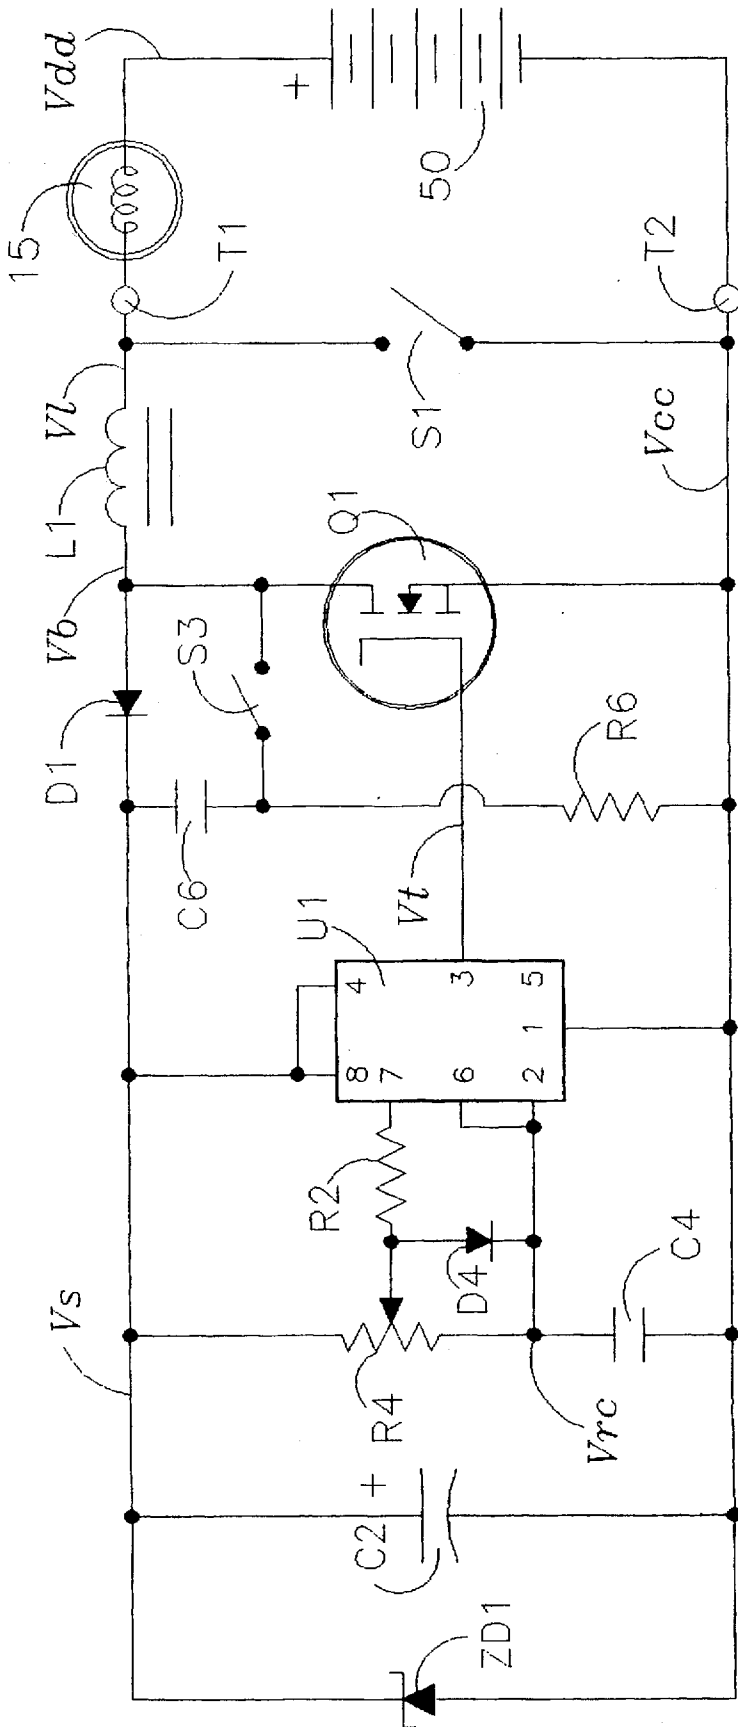 Vdd
+
50
15
T1
T2
Vl
S1
L1
Vcc
Q1
Vb
S3
D1
R6
C6
Vt
U1
4
3
5
1
8
7
6
2
R2
D4
C4
Vs
R4
Vrc
+
C2
ZD1